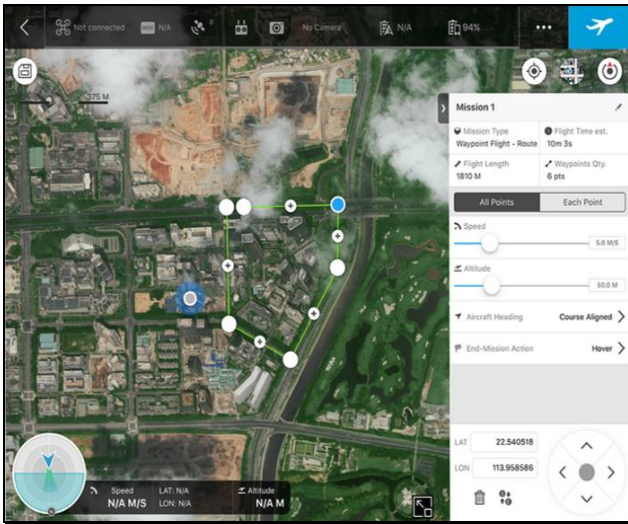 Not connected MODE N/A 0 No Camera N/A 94%
375 M
Mission 1
Mission Type
Waypoint Flight - Route
Flight Time est.
10m 3s
Flight Length
1810 M
Waypoints Qty.
6 pts
All Points Each Point
Speed
5.0 M/S
Altitude
50.0 M
Aircraft Heading Course Aligned
End-Mission Action Hover
LAT 22.540518
LON 113.958586
Speed
N/A M/S
LAT: N/A
LON: N/A
Altitude
N/A M
N